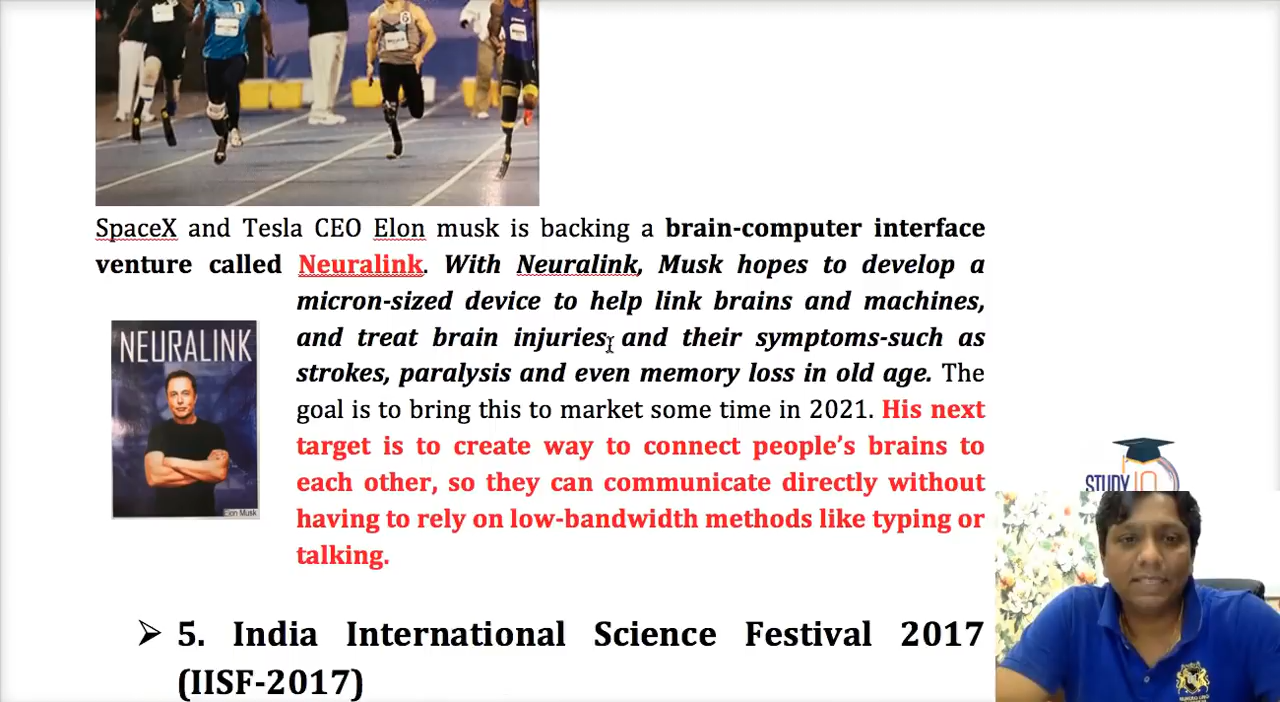 SpaceX and Tesla CEO Elon musk is backing a brain-computer interface
venture called Neuralink. With Neuralink, Musk hopes to develop a
micron-sized device to help link brains and machines,
and treat brain injuries and their symptoms-such as
strokes, paralysis and even memory loss in old age. The
goal is to bring this to market some time in 2021. His next
target is to create way to connect people’s brains to
each other, so they can communicate directly without
having to rely on low-bandwidth methods like typing or
talking.
NEURALINK
Elon Musk
STUDY IQ
➢ 5. India International Science Festival 2017
(IISF-2017)